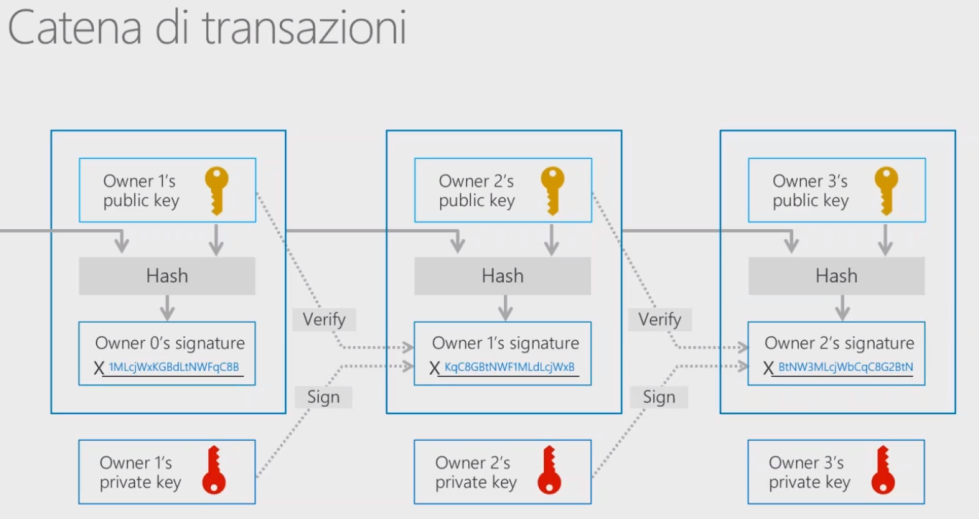 Catena di transazioni
Owner 1's
public key
Hash
Owner 0's signature
X 1MLcjWxKGBdLtNWFqC8B
Owner 2's
public key
Hash
Owner 1's signature
X KqC8GBtNWF1MLdLcjWxB
Owner 3's
public key
Hash
Owner 2's signature
X BtNW3MLcjWbCqC8G2BtN
Verify
Sign
Verify
Sign
Owner 1's
private key
Owner 2's
private key
Owner 3's
private key